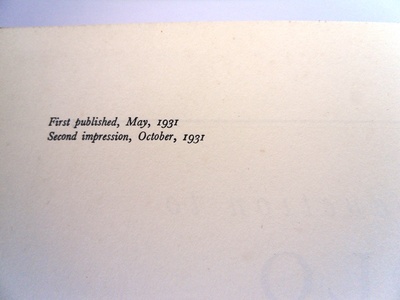 First published, May, 1931
Second impression, October, 1931